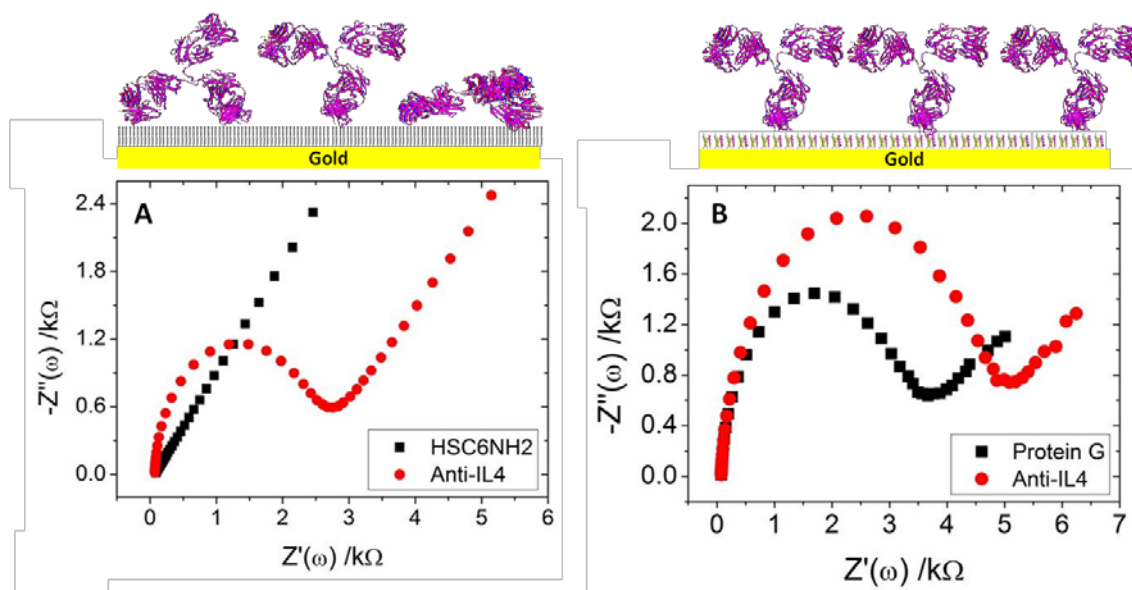 Gold
A
-Z''(ω) /kΩ
2.4
1.8
1.2
0.6
0.0
HSC6NH2
Anti-IL4
0 1 2 3 4 5 6
Z'(ω) /kΩ
Gold
B
-Z''(ω) /kΩ
2.0
1.6
1.2
0.8
0.4
0.0
Protein G
Anti-IL4
0 1 2 3 4 5 6 7
Z'(ω) /kΩ